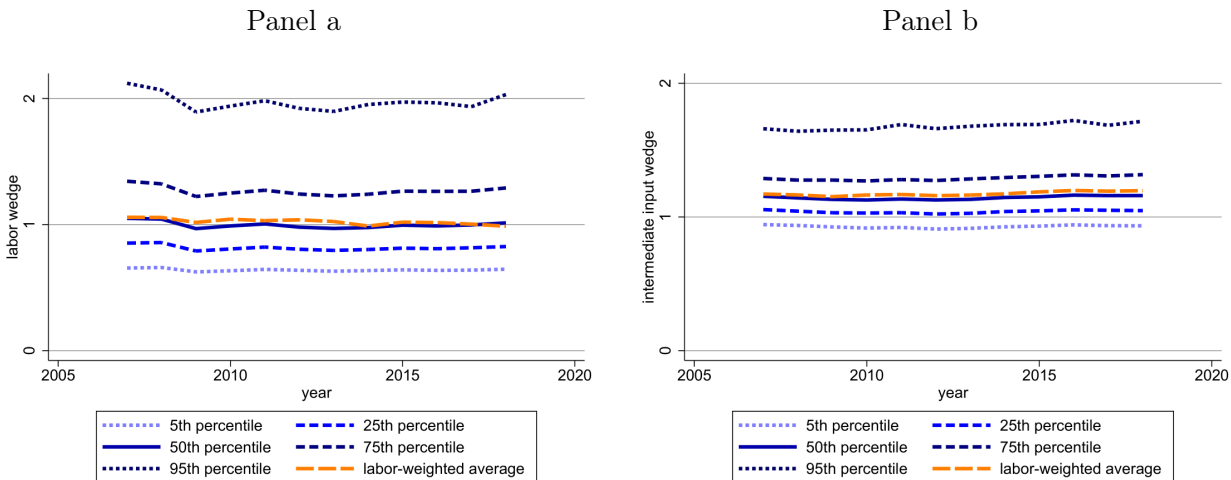 Panel a
labor wedge
2
1
0
2005 2010 2015 2020
year
5th percentile 25th percentile
50th percentile 75th percentile
95th percentile labor-weighted average
Panel b
intermediate input wedge
2
1
0
2005 2010 2015 2020
year
5th percentile 25th percentile
50th percentile 75th percentile
95th percentile labor-weighted average